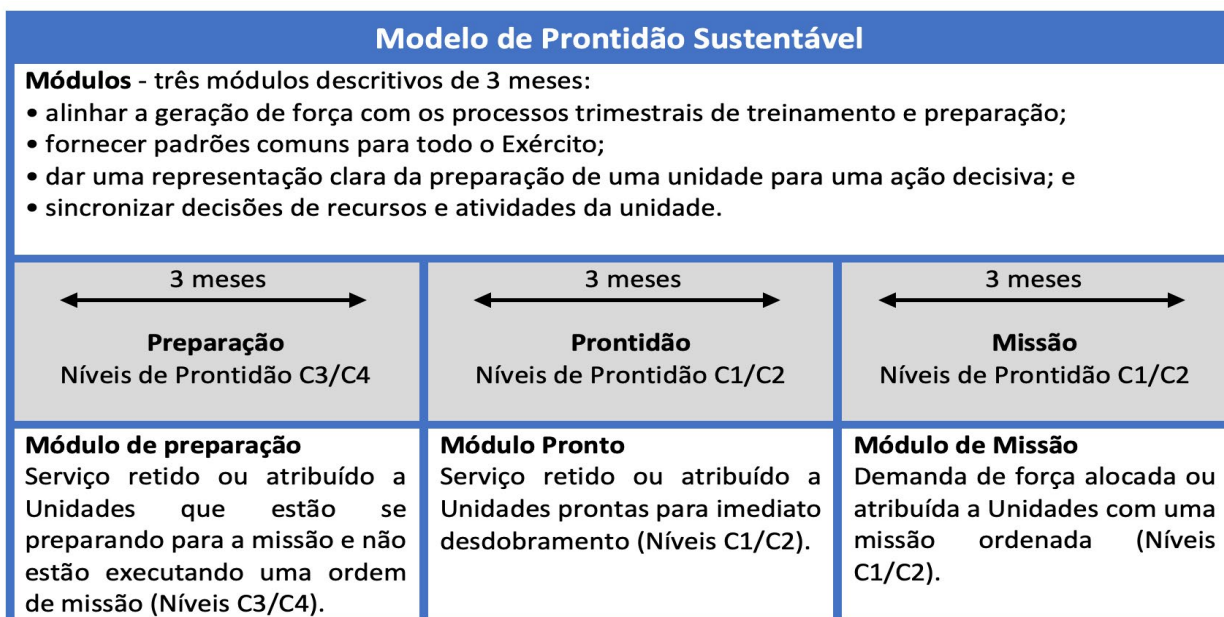 Modelo de Prontidão Sustentável
Módulos - três módulos descritivos de 3 meses:
• alinhar a geração de força com os processos trimestrais de treinamento e preparação;
• fornecer padrões comuns para todo o Exército;
• dar uma representação clara da preparação de uma unidade para uma ação decisiva; e
• sincronizar decisões de recursos e atividades da unidade.
3 meses
Preparação
Níveis de Prontidão C3/C4
3 meses
Prontidão
Níveis de Prontidão C1/C2
3 meses
Missão
Níveis de Prontidão C1/C2
Módulo de preparação
Serviço retido ou atribuído a
Unidades que estão se
preparando para a missão e não
estão executando uma ordem
de missão (Níveis C3/C4).
Módulo Pronto
Serviço retido ou atribuído a
Unidades prontas para imediato
desdobramento (Níveis C1/C2).
Módulo de Missão
Demanda de força alocada ou
atribuída a Unidades com uma
missão ordenada (Níveis
C1/C2).